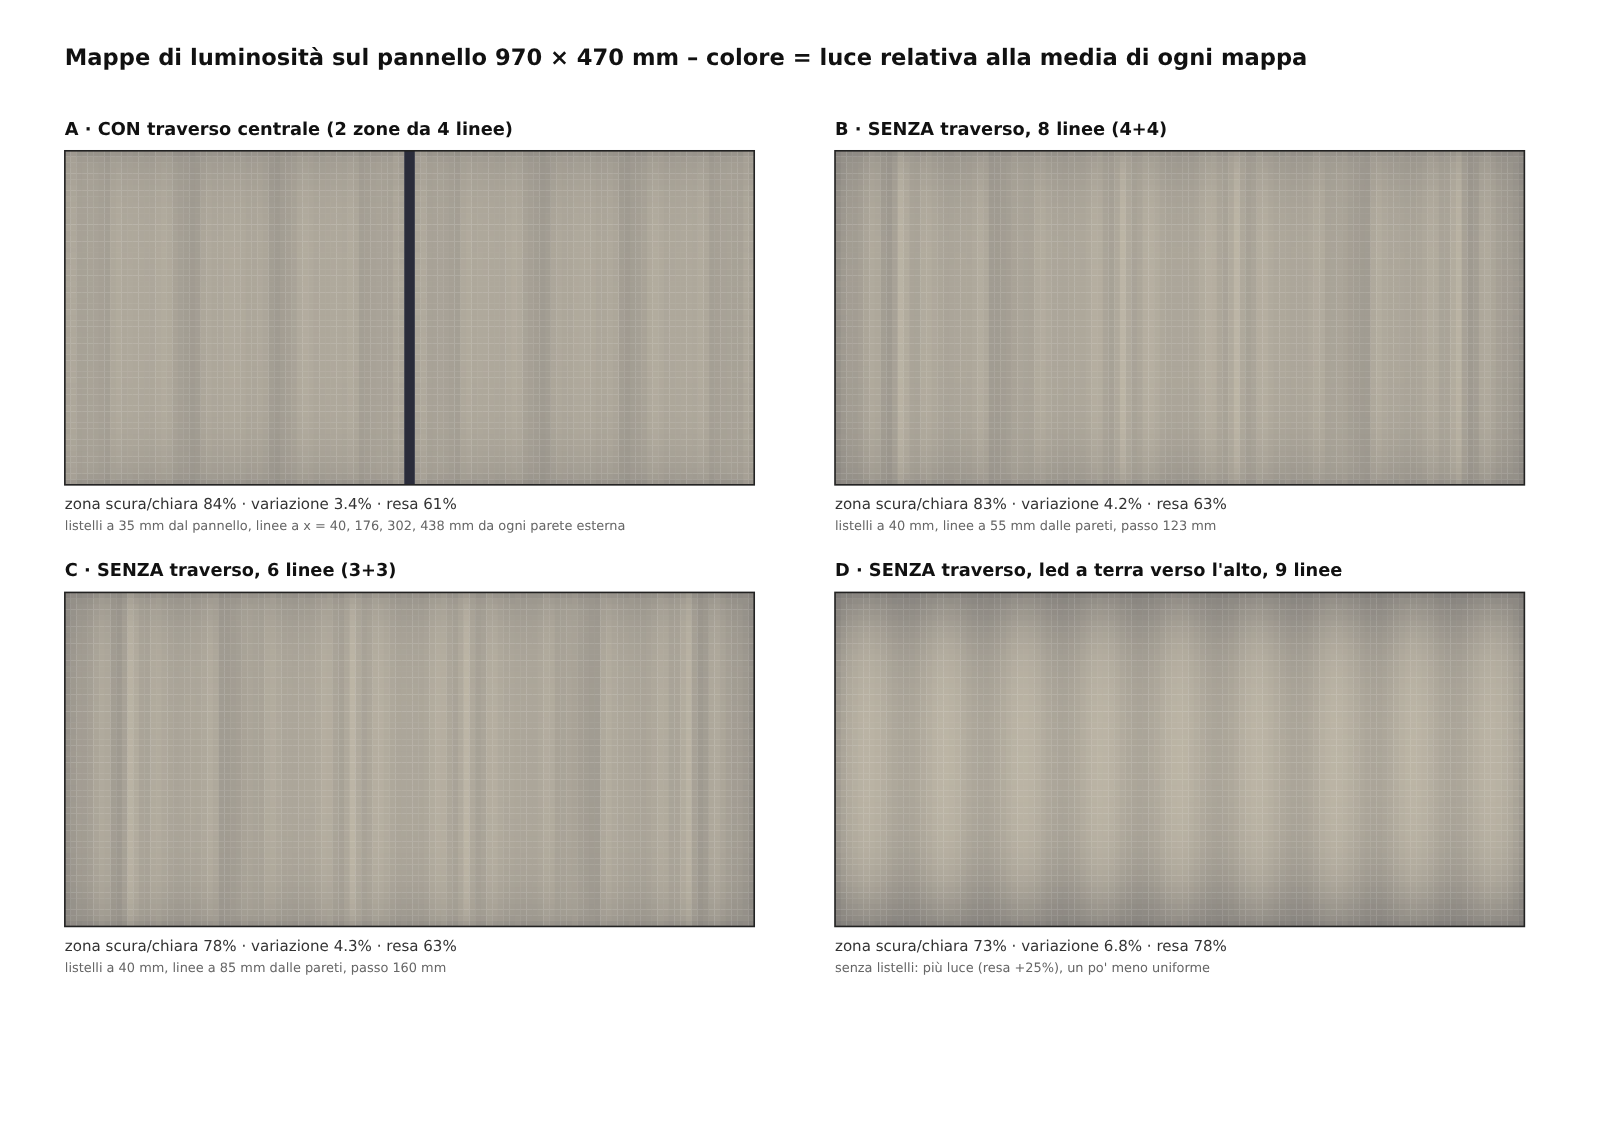 Mappe di luminosità sul pannello 970 × 470 mm – colore = luce relativa alla media di ogni mappa
A · CON traverso centrale (2 zone da 4 linee)
zona scura/chiara 84% · variazione 3.4% · resa 61%
listelli a 35 mm dal pannello, linee a x = 40, 176, 302, 438 mm da ogni parete esterna
B · SENZA traverso, 8 linee (4+4)
zona scura/chiara 83% · variazione 4.2% · resa 63%
listelli a 40 mm, linee a 55 mm dalle pareti, passo 123 mm
C · SENZA traverso, 6 linee (3+3)
zona scura/chiara 78% · variazione 4.3% · resa 63%
listelli a 40 mm, linee a 85 mm dalle pareti, passo 160 mm
D · SENZA traverso, led a terra verso l'alto, 9 linee
zona scura/chiara 73% · variazione 6.8% · resa 78%
senza listelli: più luce (resa +25%), un po' meno uniforme